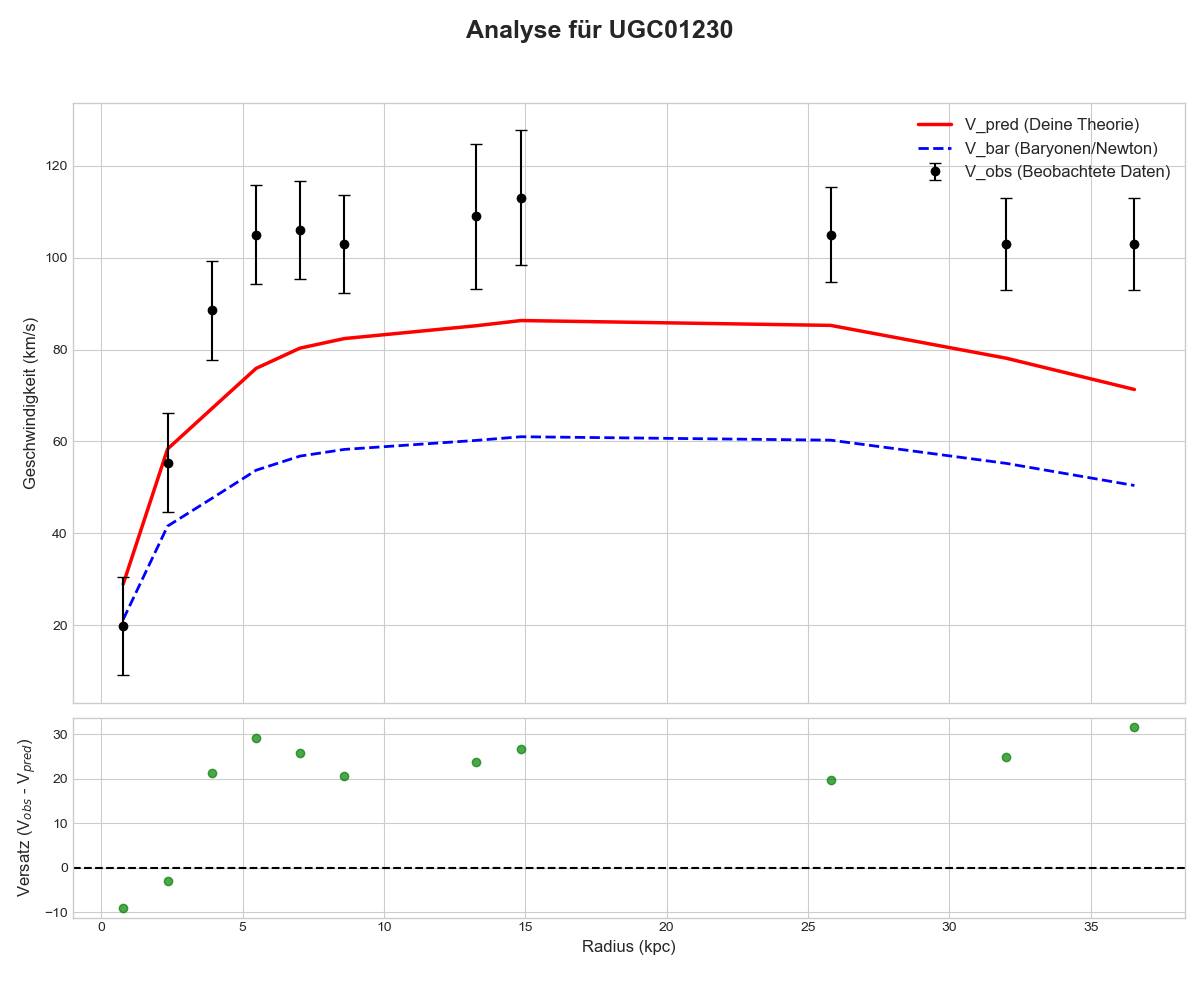 Analyse für UGC01230
V_pred (Deine Theorie)
V_bar (Baryonen/Newton)
V_obs (Beobachtete Daten)
Geschwindigkeit (km/s)
120
100
80
60
40
20
Versatz (V_obs - V_pred)
30
20
10
0
−10
0 5 10 15 20 25 30 35
Radius (kpc)